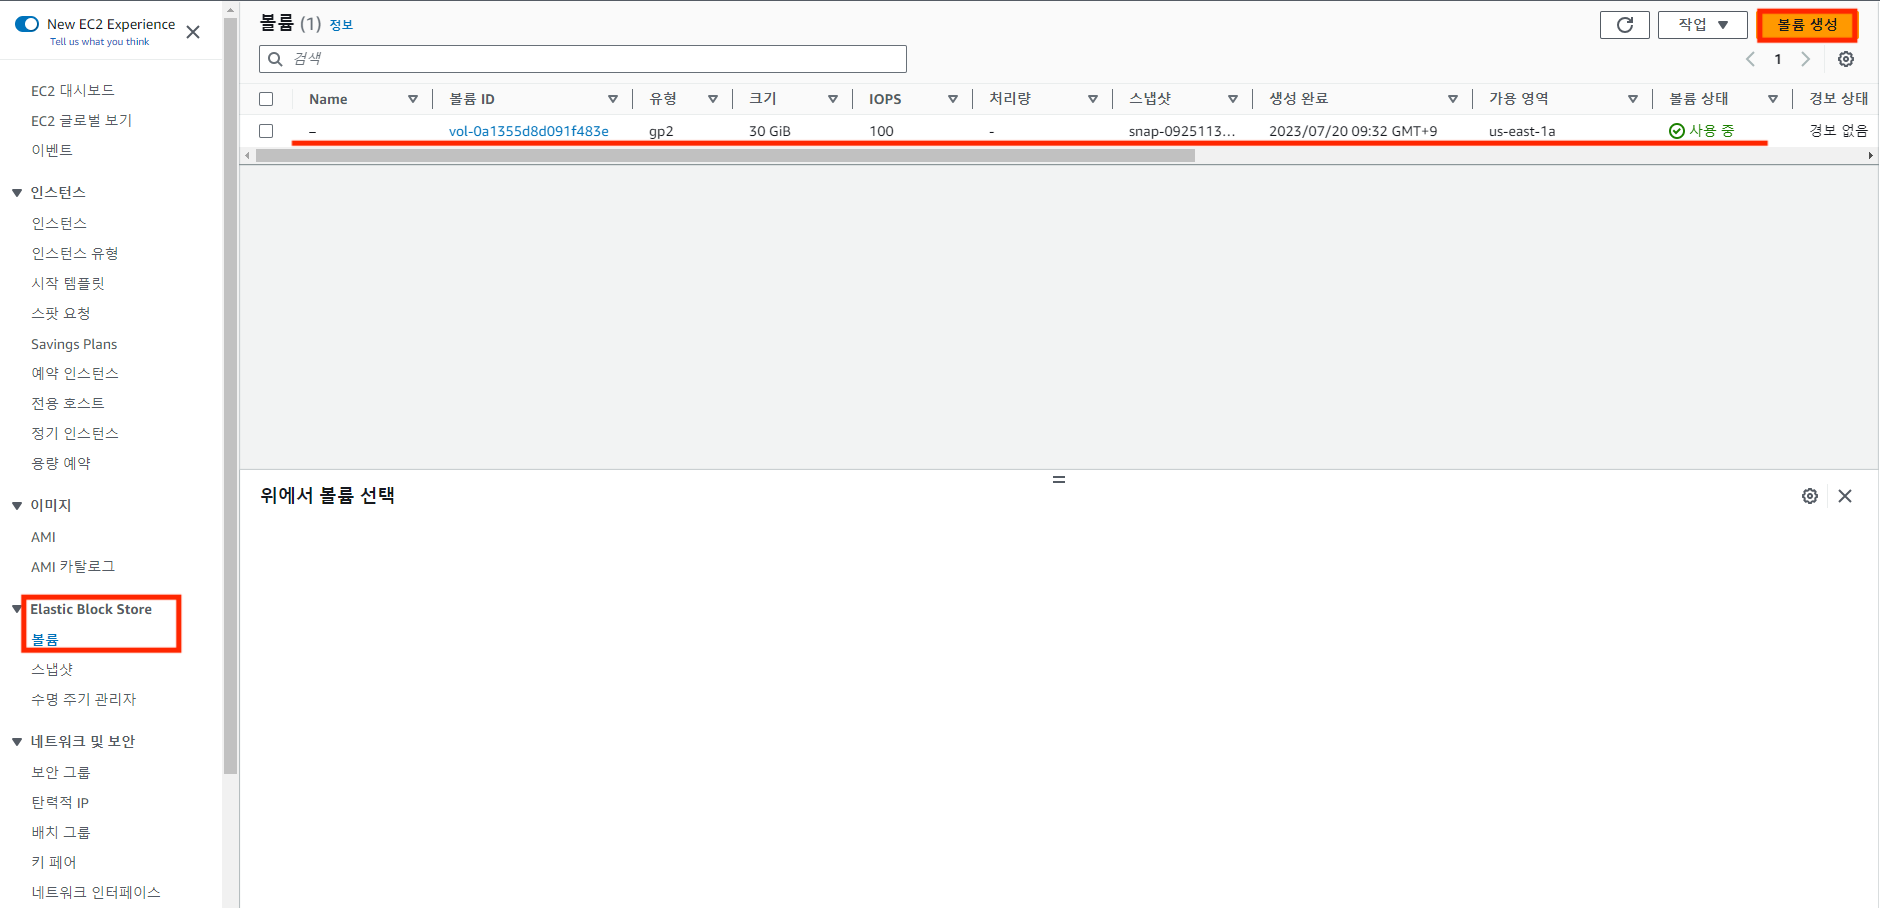 New EC2 Experience
Tell us what you think
EC2 대시보드
EC2 글로벌 보기
이벤트
인스턴스
인스턴스
인스턴스 유형
시작 템플릿
스팟 요청
Savings Plans
예약 인스턴스
전용 호스트
정기 인스턴스
용량 예약
이미지
AMI
AMI 카탈로그
Elastic Block Store
볼륨
스냅샷
수명 주기 관리자
네트워크 및 보안
보안 그룹
탄력적 IP
배치 그룹
키 페어
네트워크 인터페이스
볼륨 (1) 정보
작업
볼륨 생성
검색
1
Name 볼륨 ID 유형 크기 IOPS 처리량 스냅샷 생성 완료 가용 영역 볼륨 상태 경보 상태
– vol-0a1355d8d091f483e gp2 30 GiB 100 - snap-0925113... 2023/07/20 09:32 GMT+9 us-east-1a 사용 중 경보 없음
위에서 볼륨 선택